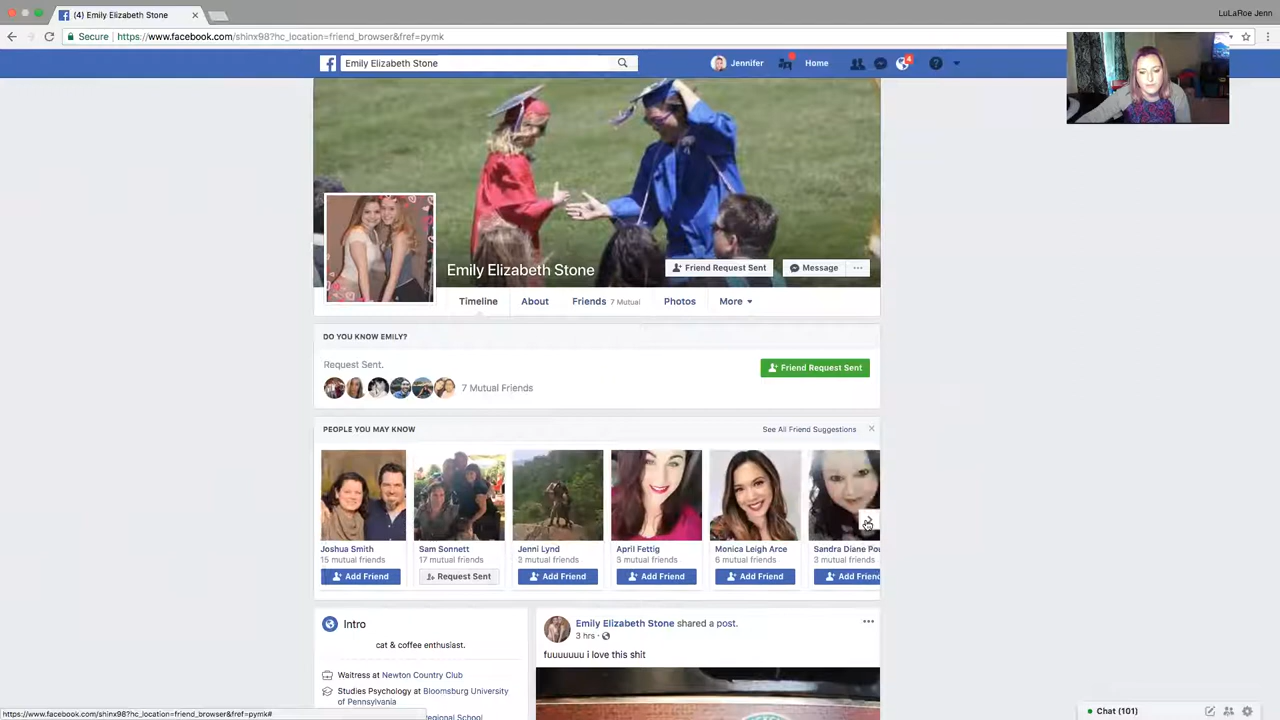 (4) Emily Elizabeth Stone
LuLaRoe Jenn
Secure https://www.facebook.com/shinx98?hc_location=friend_browser&fref=pymk
Emily Elizabeth Stone
Jennifer
Home
4
Emily Elizabeth Stone
Friend Request Sent
Message
Timeline
About
Friends 7 Mutual
Photos
More
DO YOU KNOW EMILY?
Request Sent.
7 Mutual Friends
Friend Request Sent
PEOPLE YOU MAY KNOW
See All Friend Suggestions
Joshua Smith Sam Sonnett Jenni Lynd April Fettig Monica Leigh Arce Sandra Diane Pou
15 mutual friends 17 mutual friends 3 mutual friends 3 mutual friends 6 mutual friends 3 mutual friends
Add Friend Request Sent Add Friend Add Friend Add Friend Add Friend
Intro
cat & coffee enthusiast.
Waitress at Newton Country Club
Studies Psychology at Bloomsburg University
of Pennsylvania
Regional School
Emily Elizabeth Stone shared a post.
3 hrs ·
fuuuuuuu i love this shit
https://www.facebook.com/shinx98?hc_location=friend_browser&fref=pymk#
Chat (101)